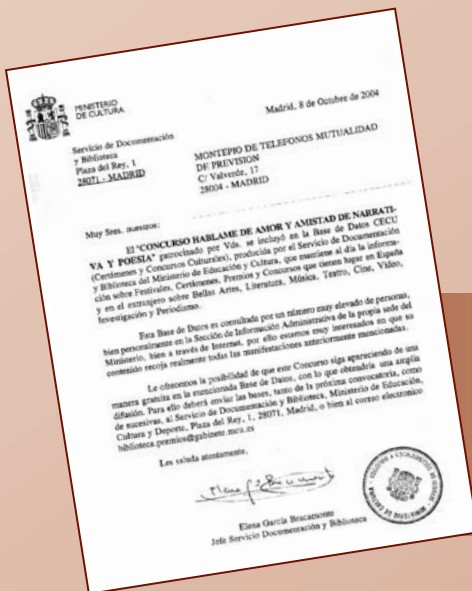 MINISTERIO
DE CULTURA
Madrid, 8 de Octubre de 2004
Servicio de Documentación
y Biblioteca
Plaza del Rey, 1
28071 - MADRID
MONTEPIO DE TELEFONOS MUTUALIDAD
DE PREVISION
C/ Valverde, 17
28004 - MADRID
Muy Sres. nuestros:
El "CONCURSO HABLAME DE AMOR Y AMISTAD DE NARRATI-
VA Y POESIA" patrocinado por Vds. se incluyó en la Base de Datos CECU
(Certámenes y Concursos Culturales), producida por el Servicio de Documentación
y Biblioteca del Ministerio de Educación y Cultura, que mantiene al día la informa-
ción sobre Festivales, Certámenes, Premios y Concursos que tienen lugar en España
y en el extranjero sobre Bellas Artes, Literatura, Música, Teatro, Cine, Vídeo,
Investigación y Periodismo.
Esta Base de Datos es consultada por un número muy elevado de personas,
bien personalmente en la Sección de Información Administrativa de la propia sede del
Ministerio, bien a través de Internet, por ello estamos muy interesados en que su
contenido recoja realmente todas las manifestaciones anteriormente mencionadas.
Le ofrecemos la posibilidad de que este Concurso siga apareciendo de una
manera gratuita en la mencionada Base de Datos, con lo que obtendría una amplia
difusión. Para ello deberá enviar las bases, tanto de la próxima convocatoria, como
de sucesivas, al Servicio de Documentación y Biblioteca, Ministerio de Educación,
Cultura y Deporte, Plaza del Rey, 1, 28071, Madrid, o bien al correo electronico
biblioteca.premios@gabinete.mcu.es
Les saluda atentamente,
Elena García Bracamonte
Jefe Servicio Documentación y Biblioteca
MINISTERIO DE CULTURA